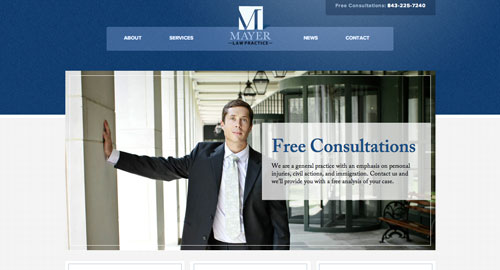 Free Consultations: 843-225-7240
M
MAYER
LAW PRACTICE
ABOUT SERVICES NEWS CONTACT
Free Consultations
We are a general practice with an emphasis on personal
injuries, civil actions, and immigration. Contact us and
we'll provide you with a free analysis of your case.